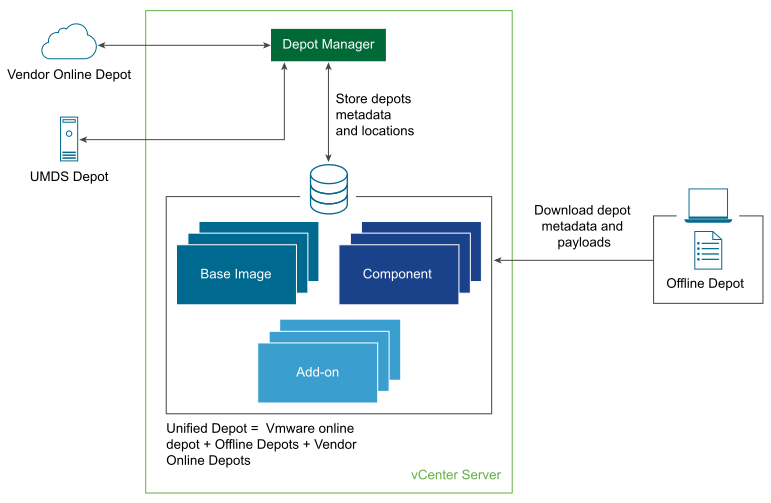 Depot Manager
Vendor Online Depot
Store depots
metadata
and locations
UMDS Depot
Download depot
metadata and
payloads
Base Image
Component
Offline Depot
Add-on
Unified Depot = Vmware online
depot + Offline Depots + Vendor
Online Depots
vCenter Server